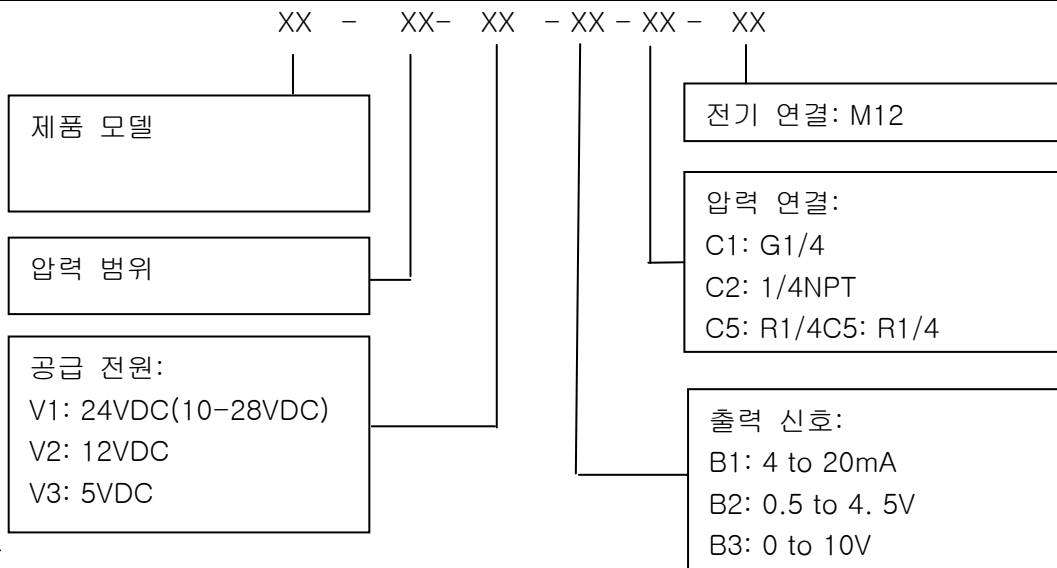 XX - XX- XX - XX - XX - XX
제품 모델
압력 범위
공급 전원:
V1: 24VDC(10-28VDC)
V2: 12VDC
V3: 5VDC
전기 연결: M12
압력 연결:
C1: G1/4
C2: 1/4NPT
C5: R1/4C5: R1/4
출력 신호:
B1: 4 to 20mA
B2: 0.5 to 4. 5V
B3: 0 to 10V